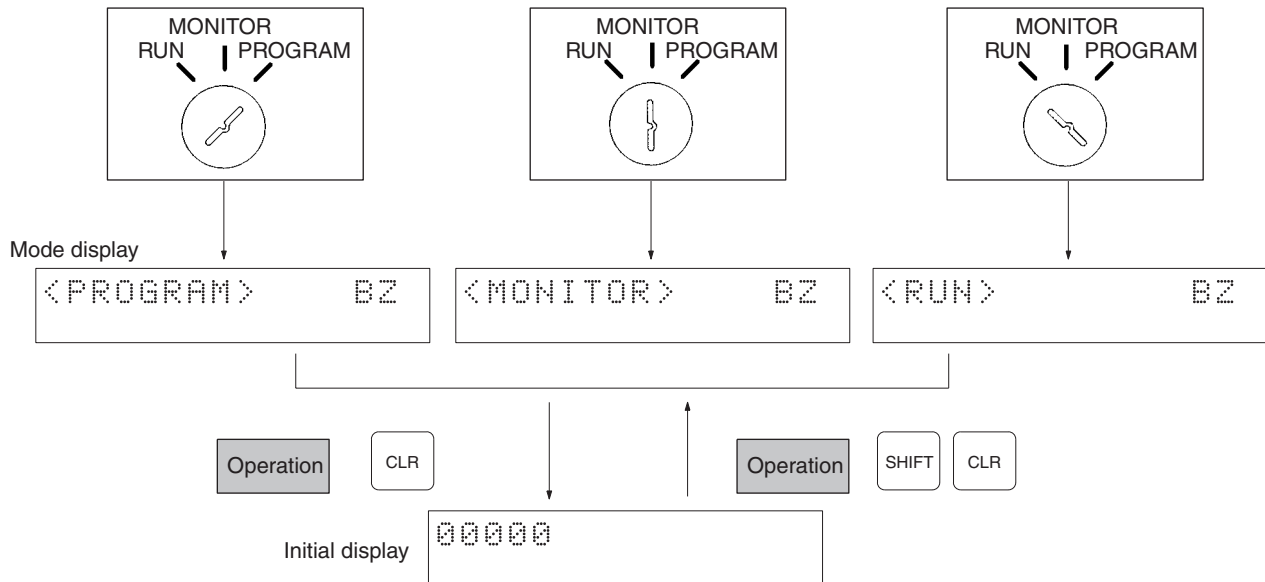 MONITOR
RUN PROGRAM
MONITOR
RUN PROGRAM
MONITOR
RUN PROGRAM
Mode display
<PROGRAM> BZ
<MONITOR> BZ
<RUN> BZ
Operation
CLR
Operation
SHIFT
CLR
Initial display
00000